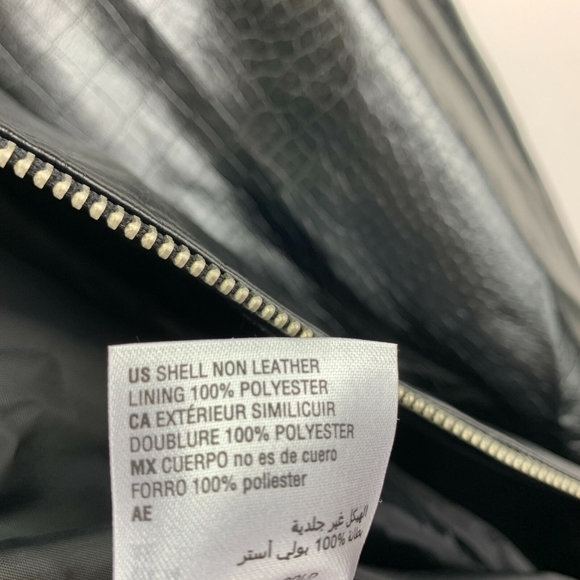 US SHELL NON LEATHER
LINING 100% POLYESTER
CA EXTÉRIEUR SIMILICUIR
DOUBLURE 100% POLYESTER
MX CUERPO no es de cuero
FORRO 100% poliester
AE
الهيكل غير جلدية
بطانة 100% بولي أستر